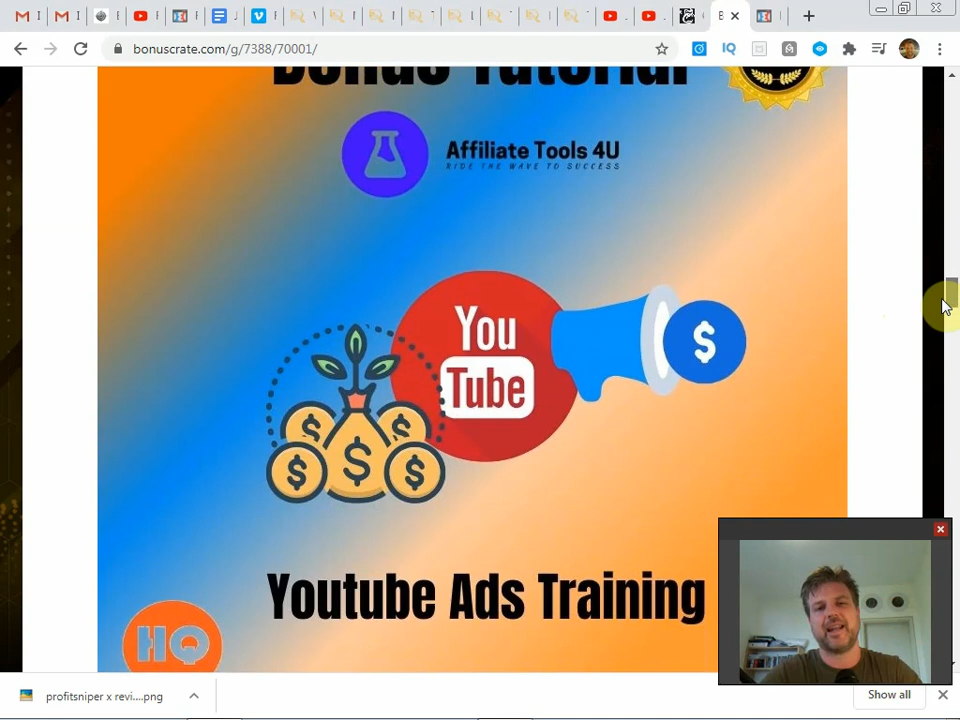 bonuscrate.com/g/7388/70001/
IQ
Bonus Tutorial
Affiliate Tools 4U
RIDE THE WAVE TO SUCCESS
You
Tube
$
$ $
$ $ $
Youtube Ads Training
HQ
profitsniper x revi....png
Show all